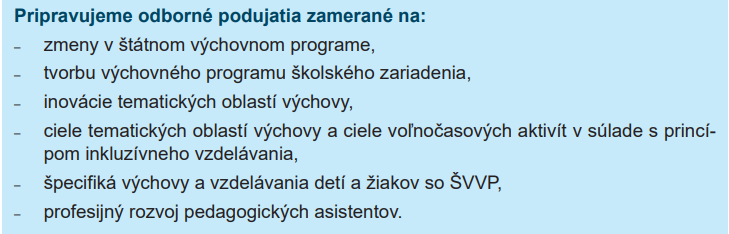 Pripravujeme odborné podujatia zamerané na:
– zmeny v štátnom výchovnom programe,
– tvorbu výchovného programu školského zariadenia,
– inovácie tematických oblastí výchovy,
– ciele tematických oblastí výchovy a ciele voľnočasových aktivít v súlade s princí-
pom inkluzívneho vzdelávania,
– špecifiká výchovy a vzdelávania detí a žiakov so ŠVVP,
– profesijný rozvoj pedagogických asistentov.